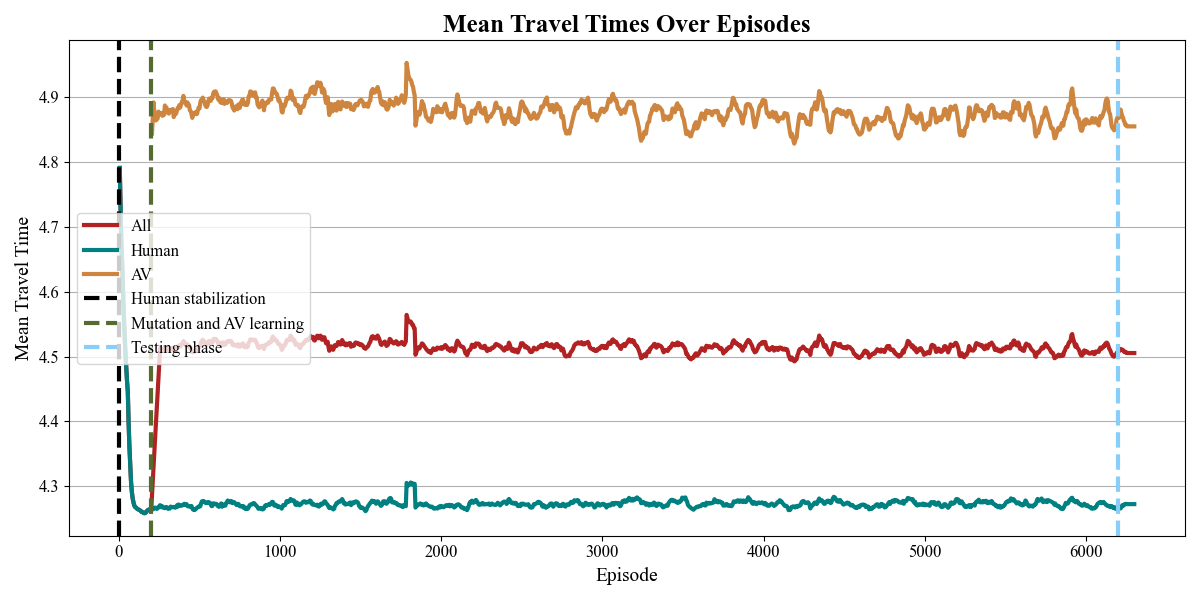 Mean Travel Times Over Episodes
Mean Travel Time
4.9
4.8
4.7
4.6
4.5
4.4
4.3
All
Human
AV
Human stabilization
Mutation and AV learning
Testing phase
0 1000 2000 3000 4000 5000 6000
Episode